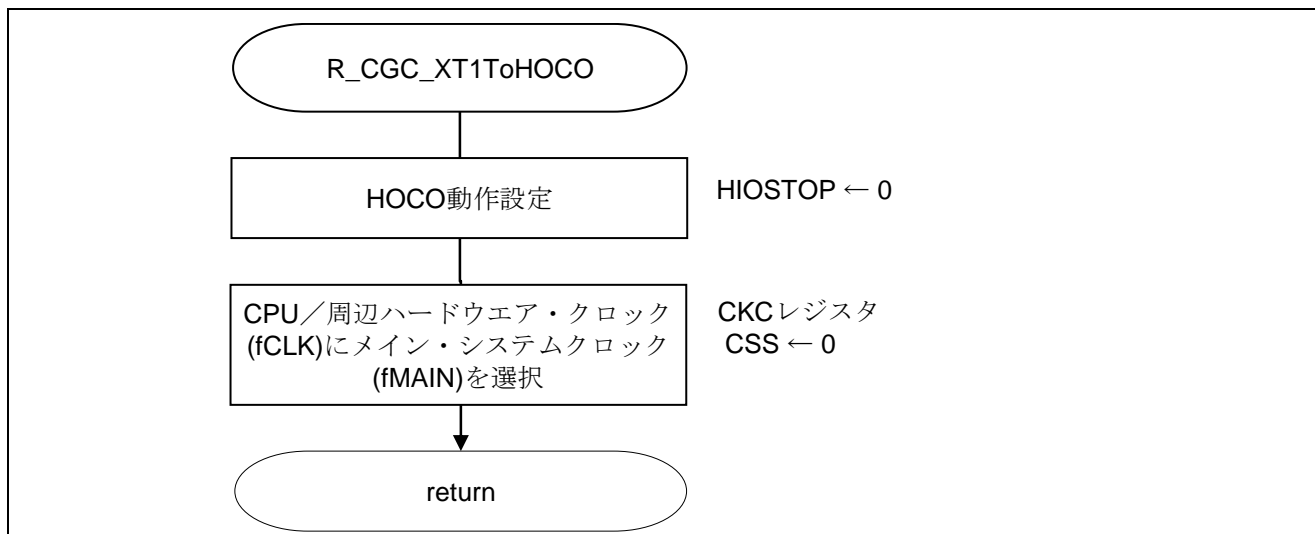 R_CGC_XT1ToHOCO
HOCO動作設定
HIOSTOP ← 0
CPU／周辺ハードウエア・クロック
(fCLK)にメイン・システムクロック
(fMAIN)を選択
CKCレジスタ
CSS ← 0
return